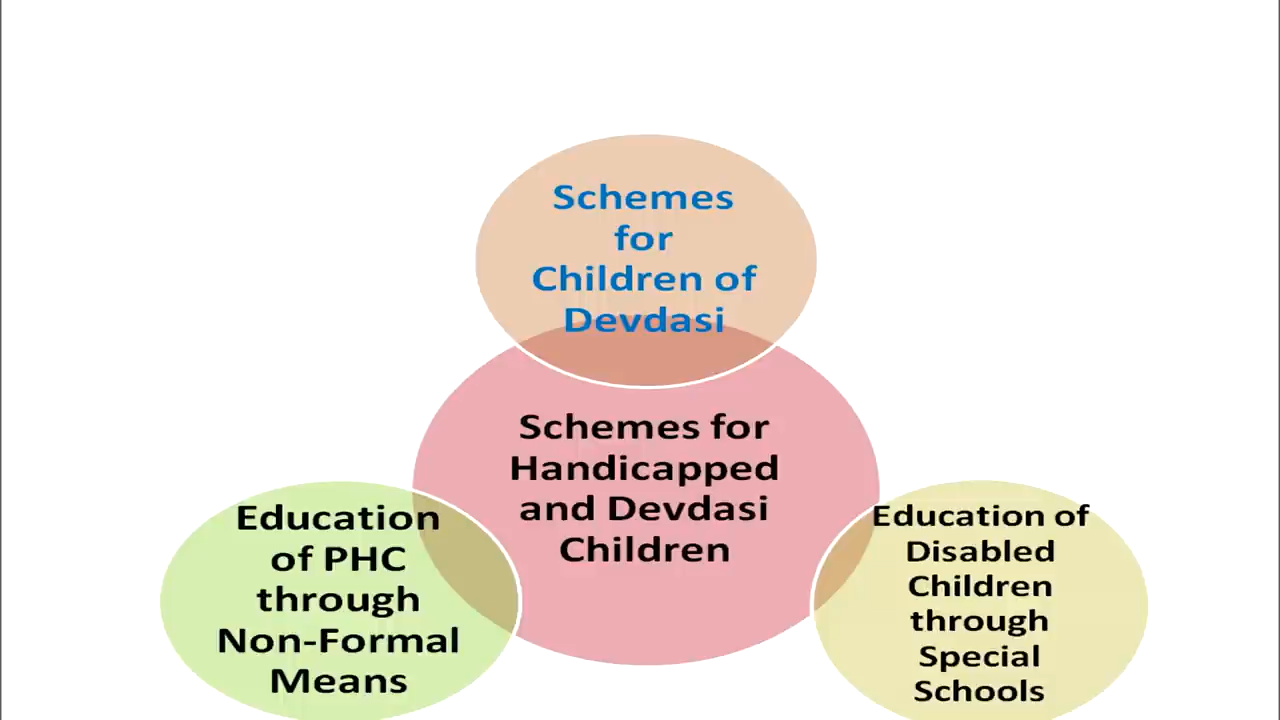 Schemes
for
Children of
Devdasi
Schemes for
Handicapped
and Devdasi
Children
Education
of PHC
through
Non-Formal
Means
Education of
Disabled
Children
through
Special
Schools